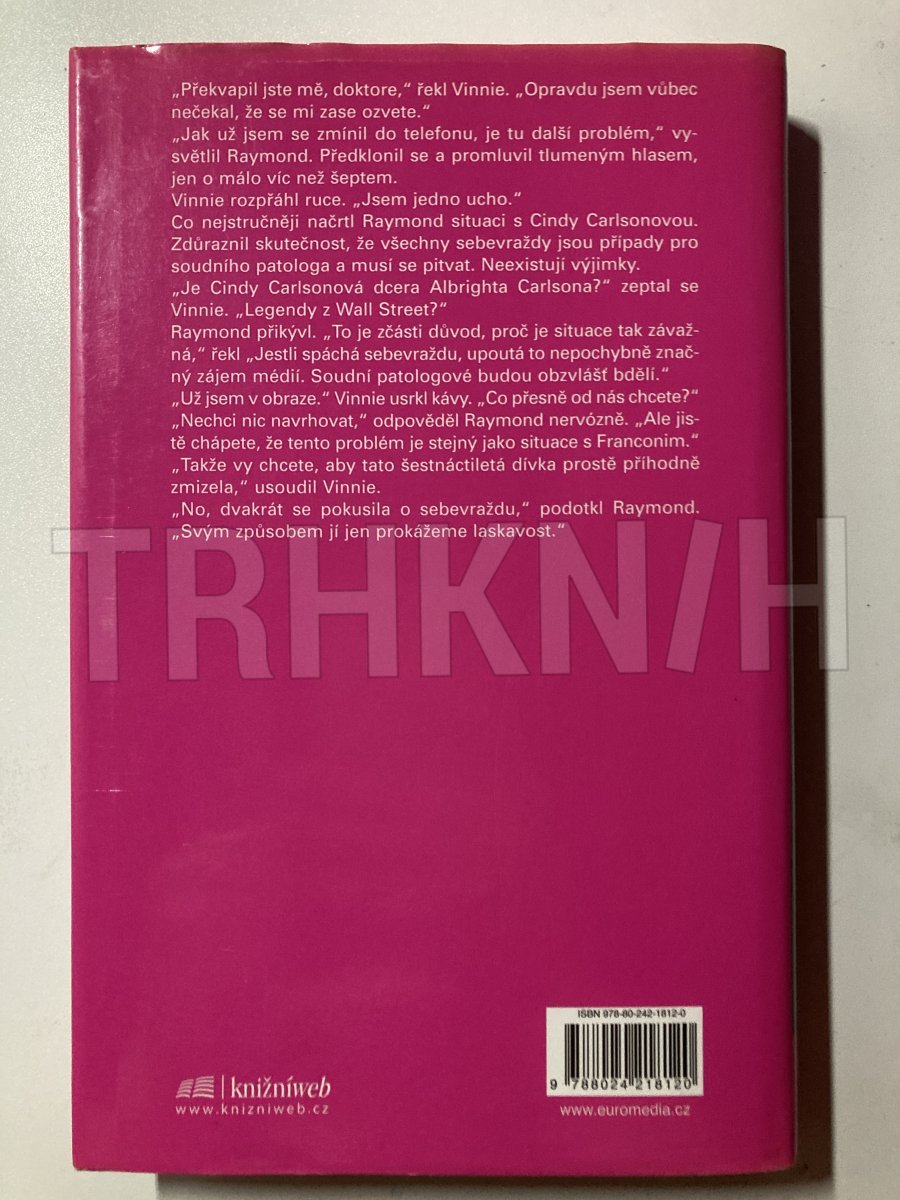 „Překvapil jste mě, doktore,“ řekl Vinnie. „Opravdu jsem vůbec
nečekal, že se mi zase ozvete.“
„Jak už jsem se zmínil do telefonu, je tu další problém,“ vy-
světlil Raymond. Předklonil se a promluvil tlumeným hlasem,
jen o málo víc než šeptem.
Vinnie rozpřáhl ruce. „Jsem jedno ucho.“
Co nejstručněji načrtl Raymond situaci s Cindy Carlsonovou.
Zdůraznil skutečnost, že všechny sebevraždy jsou případy pro
soudního patologa a musí se pitvat. Neexistují výjimky.
„Je Cindy Carlsonová dcera Albrighta Carlsona?“ zeptal se
Vinnie. „Legendy z Wall Street?“
Raymond přikývl. „To je zčásti důvod, proč je situace tak závaž-
ná,“ řekl „Jestli spáchá sebevraždu, upoutá to nepochybně znač-
ný zájem médií. Soudní patologové budou obzvlášť bdělí.“
„Už jsem v obraze.“ Vinnie usrkl kávy. „Co přesně od nás chcete?“
„Nechci nic navrhovat,“ odpověděl Raymond nervózně. „Ale jis-
tě chápete, že tento problém je stejný jako situace s Franconim.“
„Takže vy chcete, aby tato šestnáctiletá dívka prostě příhodně
zmizela,“ usoudil Vinnie.
„No, dvakrát se pokusila o sebevraždu,“ podotkl Raymond.
„Svým způsobem jí jen prokážeme laskavost.“
TRHKNIH
ISBN 978-80-242-1812-0
9 788024 218120
knižníweb
www.knizniweb.cz
www.euromedia.cz